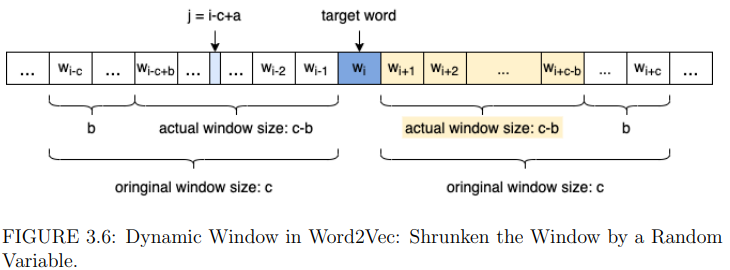 j = i-c+a target word
... wi-c ... wi-c+b ... ... wi-2 wi-1 wi wi+1 wi+2 ... wi+c-b ... wi+c ...
b actual window size: c-b actual window size: c-b b
oringinal window size: c oringinal window size: c
FIGURE 3.6: Dynamic Window in Word2Vec: Shrunken the Window by a Random
Variable.